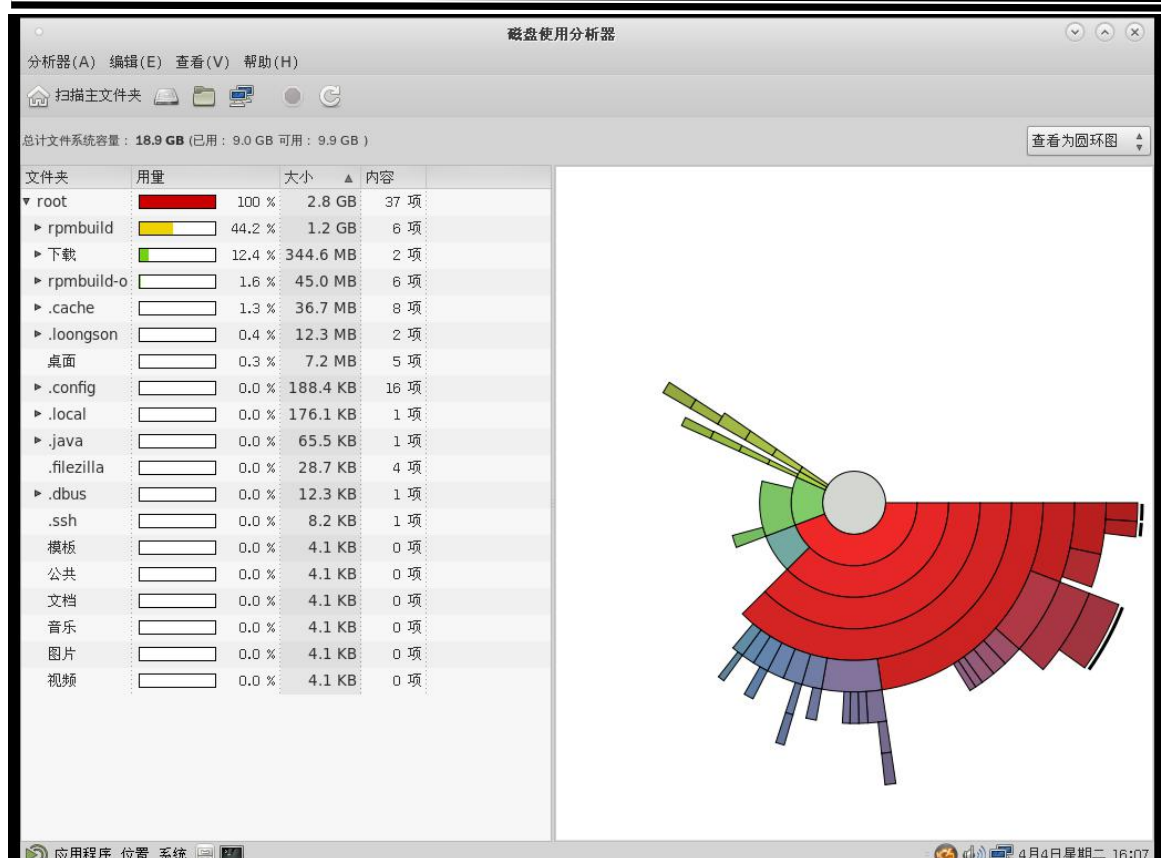 磁盘使用分析器
分析器(A) 编辑(E) 查看(V) 帮助(H)
扫描主文件夹
总计文件系统容量： 18.9 GB (已用： 9.0 GB 可用： 9.9 GB )
查看为圆环图
文件夹 用量 大小 内容
root 100 % 2.8 GB 37 项
rpmbuild 44.2 % 1.2 GB 6 项
下载 12.4 % 344.6 MB 2 项
rpmbuild-o 1.6 % 45.0 MB 6 项
.cache 1.3 % 36.7 MB 8 项
.loongson 0.4 % 12.3 MB 2 项
桌面 0.3 % 7.2 MB 5 项
.config 0.0 % 188.4 KB 16 项
.local 0.0 % 176.1 KB 1 项
.java 0.0 % 65.5 KB 1 项
.filezilla 0.0 % 28.7 KB 4 项
.dbus 0.0 % 12.3 KB 1 项
.ssh 0.0 % 8.2 KB 1 项
模板 0.0 % 4.1 KB 0 项
公共 0.0 % 4.1 KB 0 项
文档 0.0 % 4.1 KB 0 项
音乐 0.0 % 4.1 KB 0 项
图片 0.0 % 4.1 KB 0 项
视频 0.0 % 4.1 KB 0 项
应用程序 位置 系统 4月4日星期二 16:07